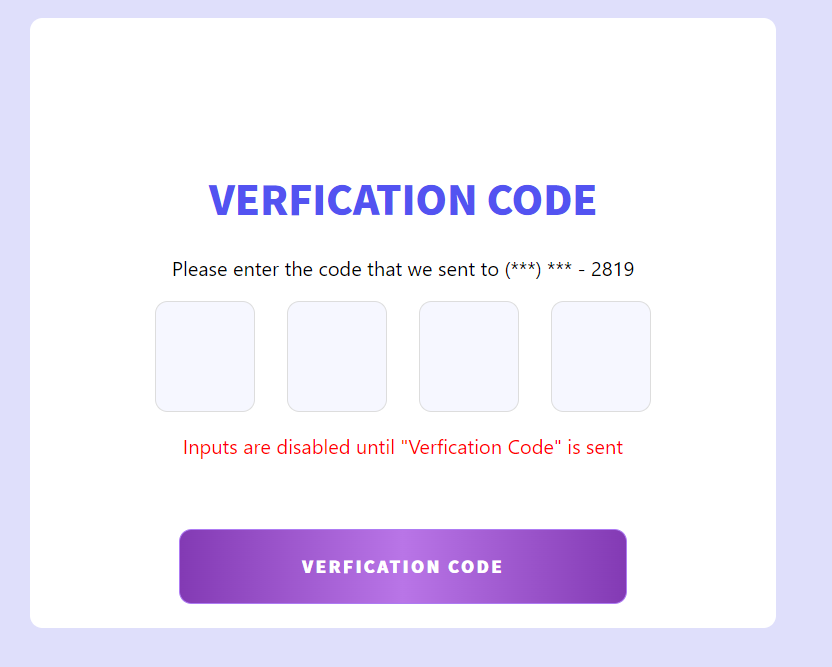 VERFICATION CODE
Please enter the code that we sent to (***) *** - 2819
Inputs are disabled until "Verfication Code" is sent
VERFICATION CODE